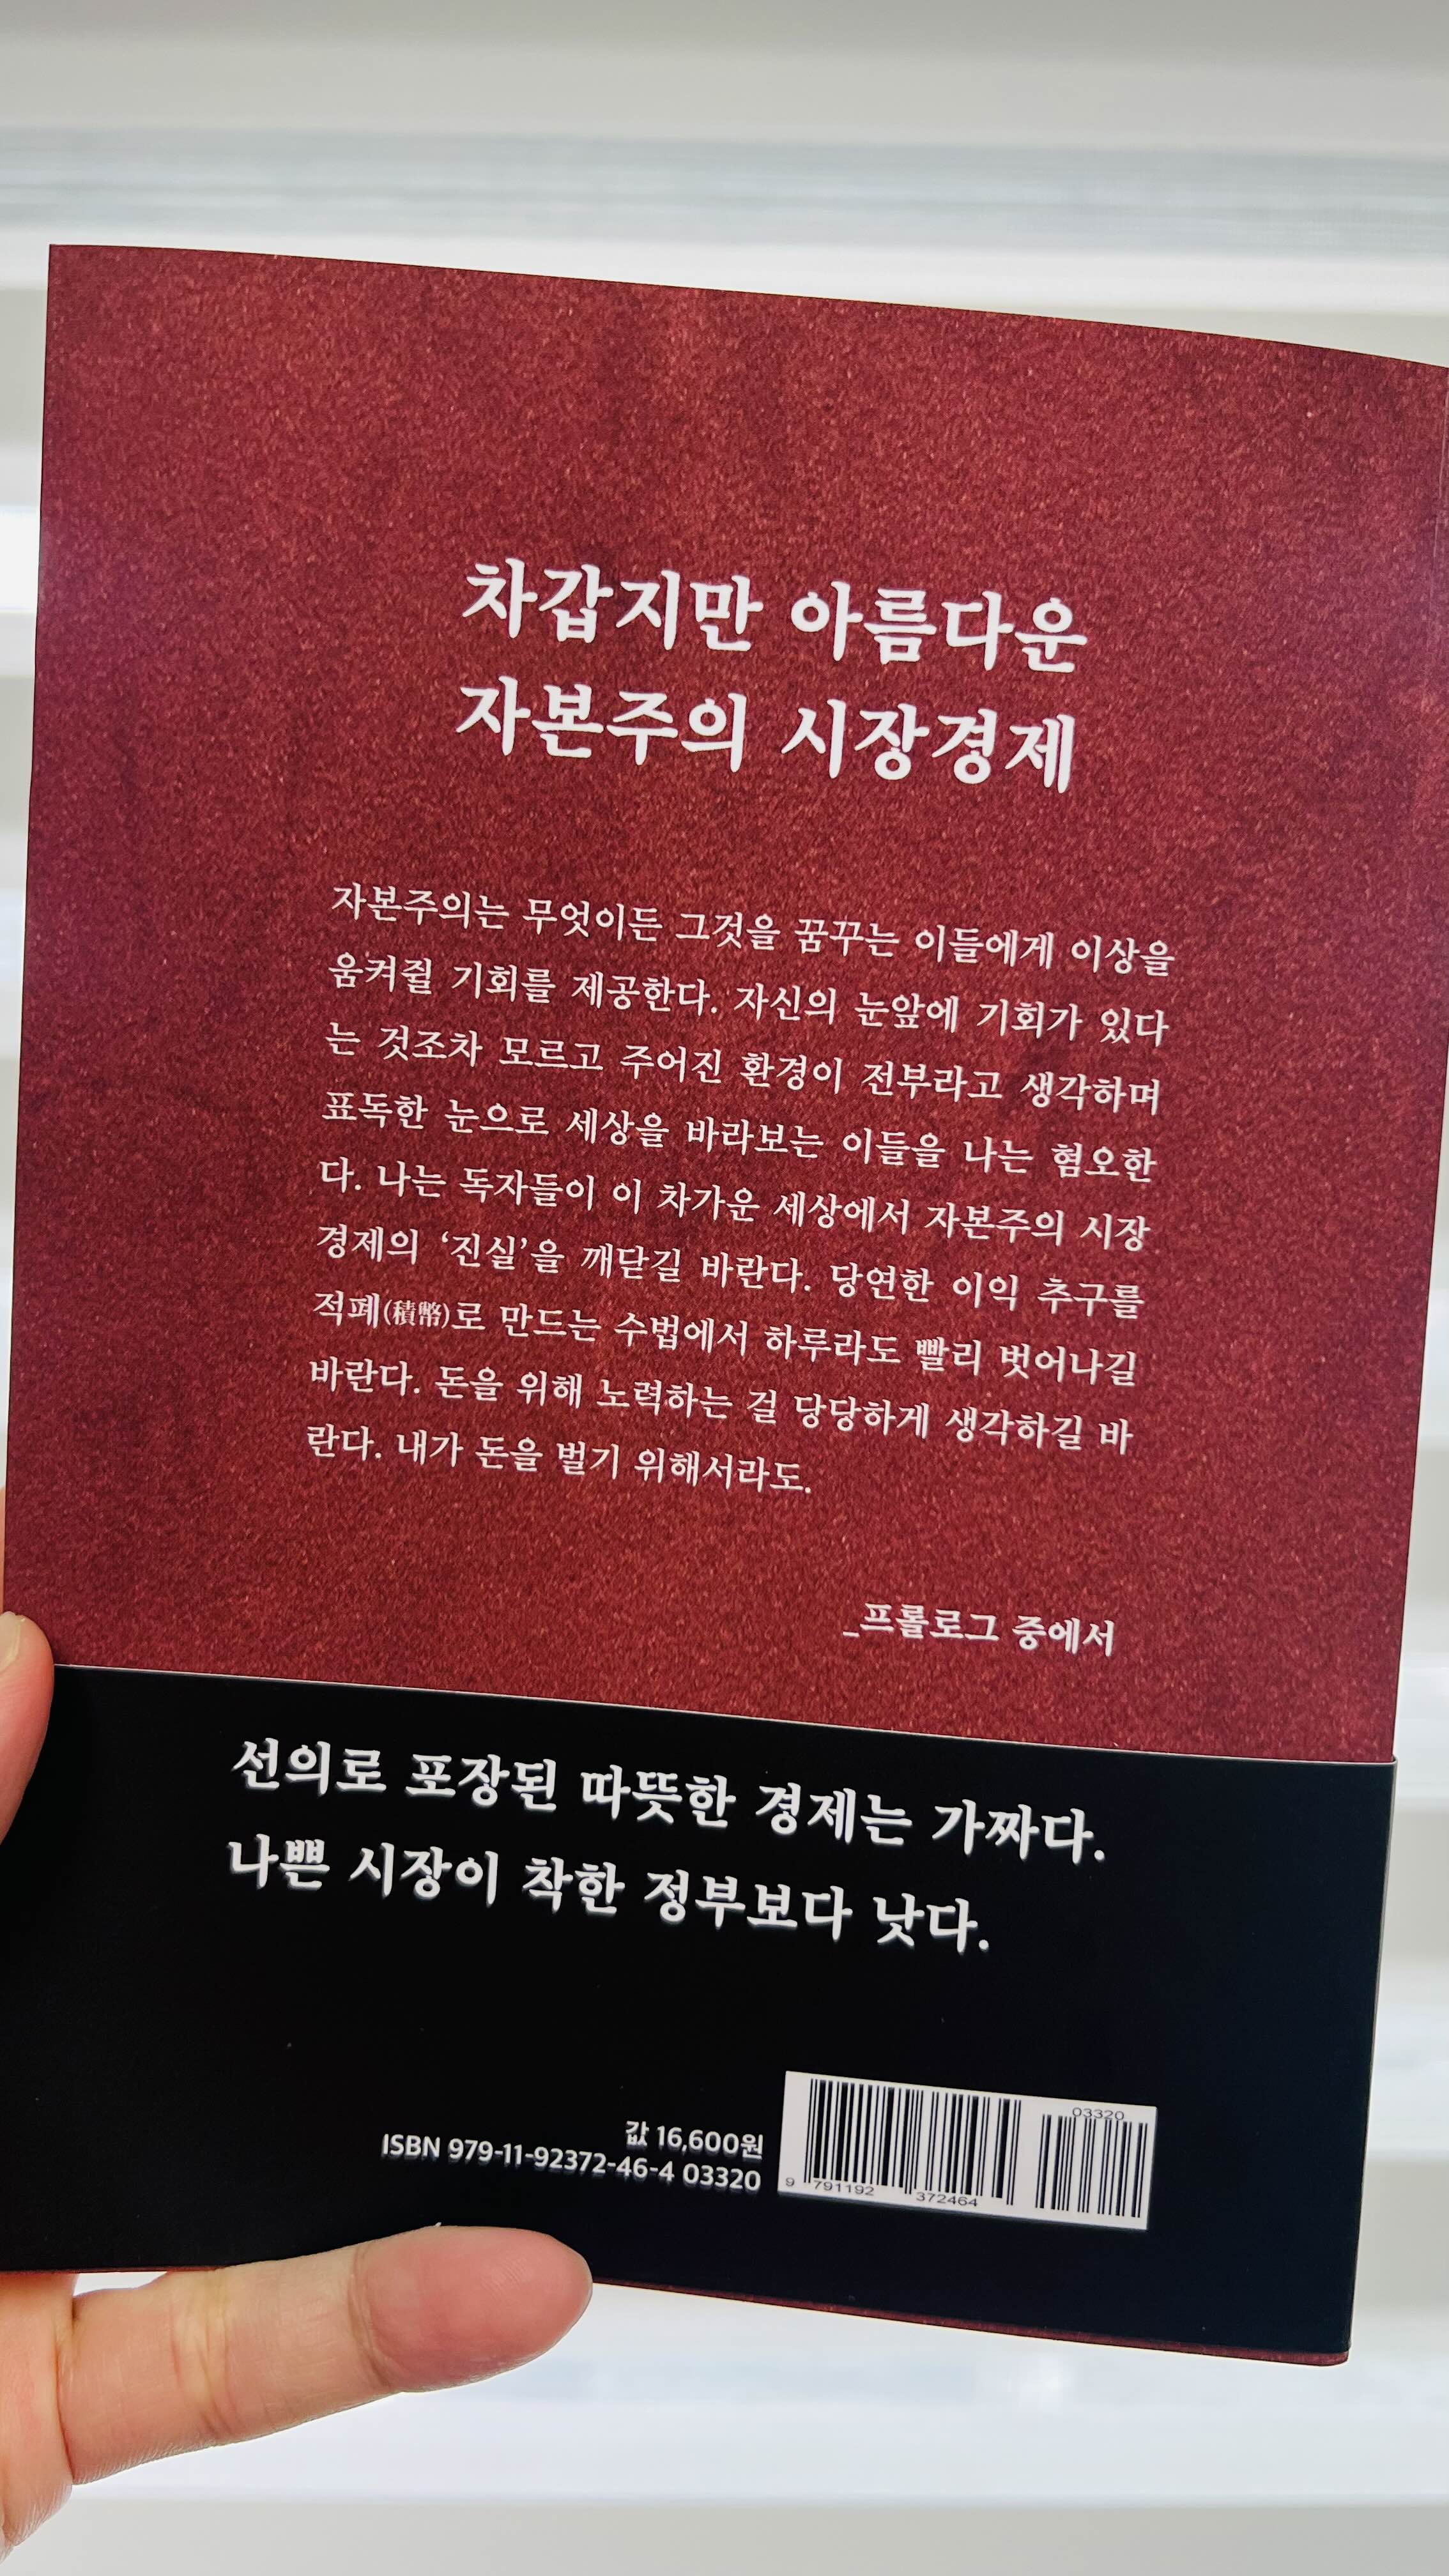 차갑지만 아름다운
자본주의 시장경제
자본주의는 무엇이든 그것을 꿈꾸는 이들에게 이상을
움켜쥘 기회를 제공한다. 자신의 눈앞에 기회가 있다
는 것조차 모르고 주어진 환경이 전부라고 생각하며
표독한 눈으로 세상을 바라보는 이들을 나는 혐오한
다. 나는 독자들이 이 차가운 세상에서 자본주의 시장
경제의 ‘진실’을 깨닫길 바란다. 당연한 이익 추구를
적폐(積幣)로 만드는 수법에서 하루라도 빨리 벗어나길
바란다. 돈을 위해 노력하는 걸 당당하게 생각하길 바
란다. 내가 돈을 벌기 위해서라도.
_프롤로그 중에서
선의로 포장된 따뜻한 경제는 가짜다.
나쁜 시장이 착한 정부보다 낫다.
값 16,600원
ISBN 979-11-92372-46-4 03320
03320
9 791192 372464